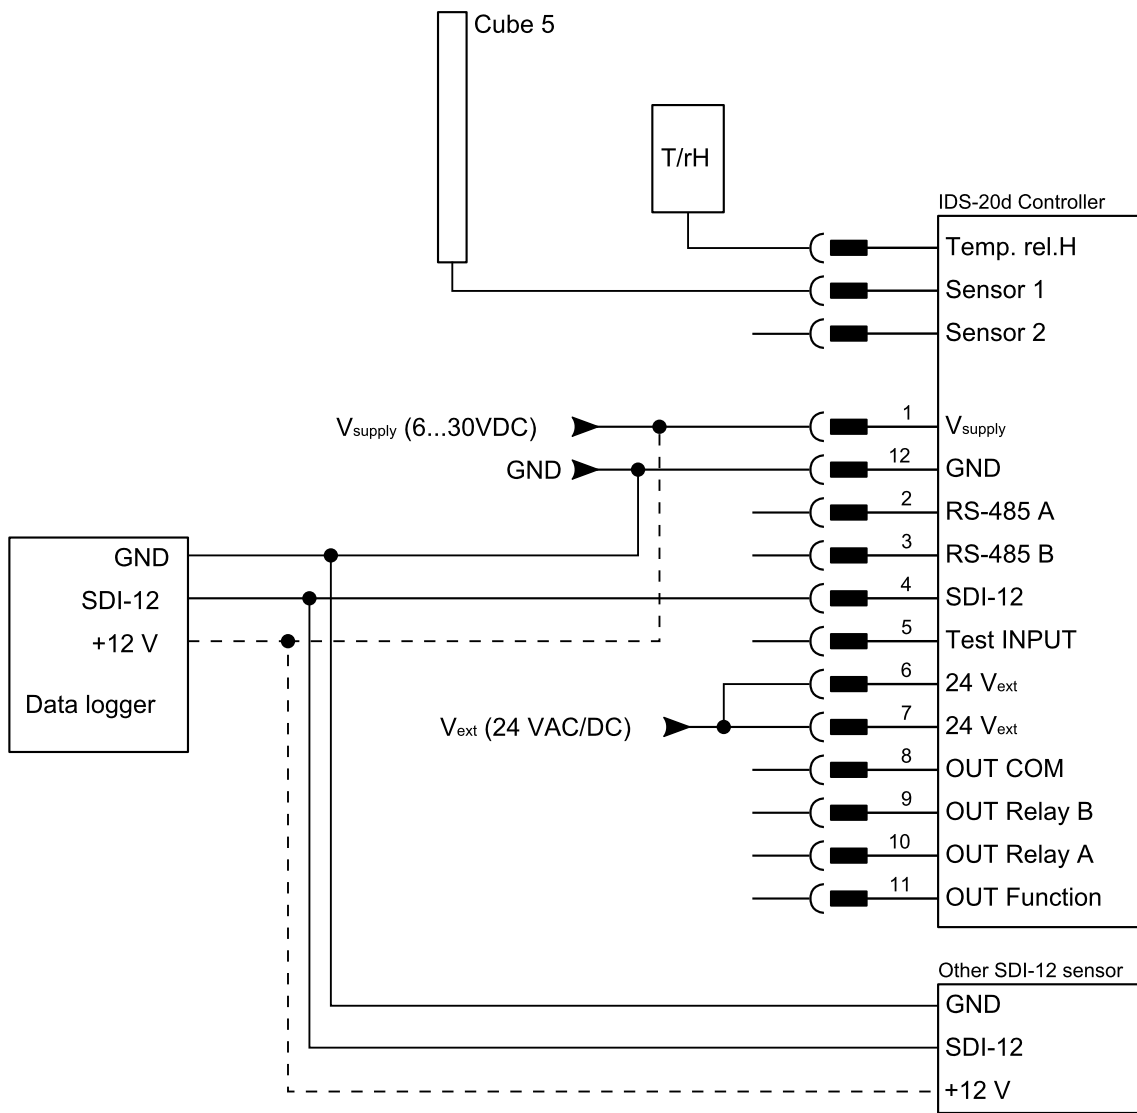 Cube 5
T/rH
IDS-20d Controller
Temp. rel.H
Sensor 1
Sensor 2
Vsupply (6...30VDC)
1
Vsupply
GND
12
GND
2
RS-485 A
3
RS-485 B
GND
4
SDI-12
SDI-12
5
Test INPUT
+12 V
6
24 Vext
Data logger
Vext (24 VAC/DC)
7
24 Vext
8
OUT COM
9
OUT Relay B
10
OUT Relay A
11
OUT Function
Other SDI-12 sensor
GND
SDI-12
+12 V